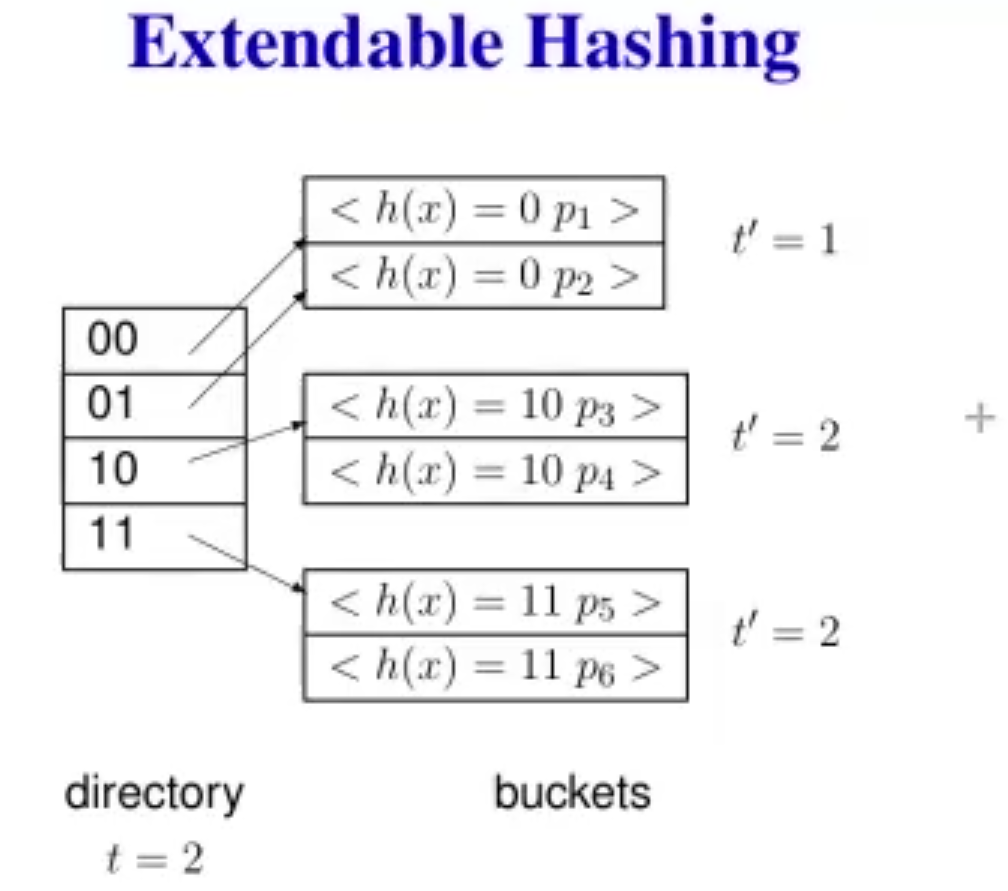 Extendable Hashing
< h(x) = 0 p₁ >
t′ = 1
< h(x) = 0 p₂ >
00
01
< h(x) = 10 p₃ >
t′ = 2
10
< h(x) = 10 p₄ >
11
< h(x) = 11 p₅ >
t′ = 2
< h(x) = 11 p₆ >
directory
buckets
t = 2